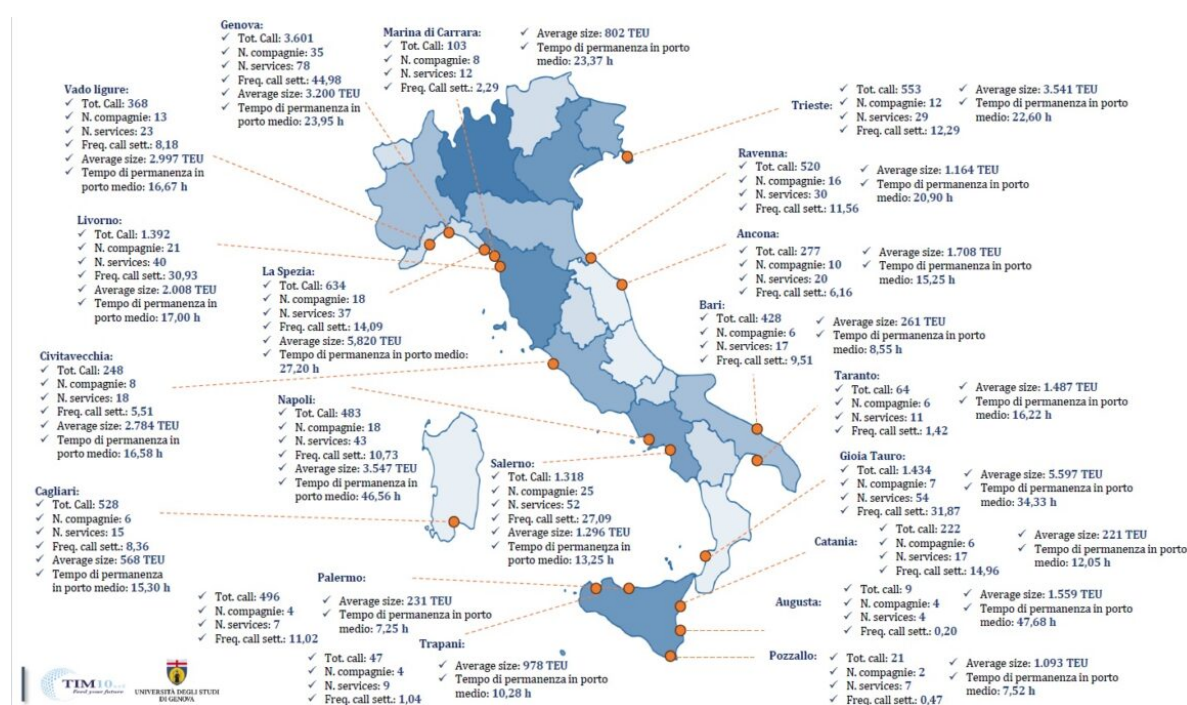 Genova:
✓ Tot. Call: 3.601
✓ N. compagnie: 35
✓ N. services: 78
✓ Freq. call sett.: 44,98
✓ Average size: 3.200 TEU
✓ Tempo di permanenza in
porto medio: 23,95 h
Marina di Carrara:
✓ Tot. Call: 103
✓ N. compagnie: 8
✓ N. services: 12
✓ Freq. Call sett.: 2,29
✓ Average size: 802 TEU
✓ Tempo di permanenza in porto
medio: 23,37 h
Vado ligure:
✓ Tot. Call: 368
✓ N. compagnie: 13
✓ N. services: 23
✓ Freq. call sett.: 8,18
✓ Average size: 2.997 TEU
✓ Tempo di permanenza in
porto medio: 16,67 h
Trieste:
✓ Tot. call: 553
✓ N. compagnie: 12
✓ N. services: 29
✓ Freq. call sett.: 12,29
✓ Average size: 3.541 TEU
✓ Tempo di permanenza in porto
medio: 22,60 h
Ravenna:
✓ Tot. call: 520
✓ N. compagnie: 16
✓ N. services: 30
✓ Freq. call sett.: 11,56
✓ Average size: 1.164 TEU
✓ Tempo di permanenza in porto
medio: 20,90 h
Livorno:
✓ Tot. Call: 1.392
✓ N. compagnie: 21
✓ N. services: 40
✓ Freq. call sett.: 30,93
✓ Average size: 2.008 TEU
✓ Tempo di permanenza in
porto medio: 17,00 h
Ancona:
✓ Tot. call: 277
✓ N. compagnie: 10
✓ N. services: 20
✓ Freq. call sett.: 6,16
✓ Average size: 1.708 TEU
✓ Tempo di permanenza in porto
medio: 15,25 h
La Spezia:
✓ Tot. Call: 634
✓ N. compagnie: 18
✓ N. services: 37
✓ Freq. call sett.: 14,09
✓ Average size: 5,820 TEU
✓ Tempo di permanenza in porto medio:
27,20 h
Bari:
✓ Tot. call: 428
✓ N. compagnie: 6
✓ N. services: 17
✓ Freq. call sett.: 9,51
✓ Average size: 261 TEU
✓ Tempo di permanenza in porto
medio: 8,55 h
Civitavecchia:
✓ Tot. Call: 248
✓ N. compagnie: 8
✓ N. services: 18
✓ Freq. call sett.: 5,51
✓ Average size: 2.784 TEU
✓ Tempo di permanenza in
porto medio: 16,58 h
Taranto:
✓ Tot. call: 64
✓ N. compagnie: 6
✓ N. services: 11
✓ Freq. call sett.: 1,42
✓ Average size: 1.487 TEU
✓ Tempo di permanenza in porto
medio: 16,22 h
Napoli:
✓ Tot. Call: 483
✓ N. compagnie: 18
✓ N. services: 43
✓ Freq. call sett.: 10,73
✓ Average size: 3.547 TEU
✓ Tempo di permanenza in
porto medio: 46,56 h
Salerno:
✓ Tot. Call: 1.318
✓ N. compagnie: 25
✓ N. services: 52
✓ Freq. call sett.: 27,09
✓ Average size: 1.296 TEU
✓ Tempo di permanenza in
porto medio: 13,25 h
Gioia Tauro:
✓ Tot. call: 1.434
✓ N. compagnie: 7
✓ N. services: 54
✓ Freq. call sett.: 31,87
✓ Average size: 5.597 TEU
✓ Tempo di permanenza in porto
medio: 34,33 h
Cagliari:
✓ Tot. Call: 528
✓ N. compagnie: 6
✓ N. services: 15
✓ Freq. call sett.: 8,36
✓ Average size: 568 TEU
✓ Tempo di permanenza
in porto medio: 15,30 h
Catania:
✓ Tot. call: 222
✓ N. compagnie: 6
✓ N. services: 17
✓ Freq. call sett.: 14,96
✓ Average size: 221 TEU
✓ Tempo di permanenza in porto
medio: 12,05 h
Palermo:
✓ Tot. call: 496
✓ N. compagnie: 4
✓ N. services: 7
✓ Freq. call sett.: 11,02
✓ Average size: 231 TEU
✓ Tempo di permanenza in porto
medio: 7,25 h
Augusta:
✓ Tot. call: 9
✓ N. compagnie: 4
✓ N. services: 4
✓ Freq. call sett.: 0,20
✓ Average size: 1.559 TEU
✓ Tempo di permanenza in porto
medio: 47,68 h
Trapani:
✓ Tot. call: 47
✓ N. compagnie: 4
✓ N. services: 9
✓ Freq. call sett.: 1,04
✓ Average size: 978 TEU
✓ Tempo di permanenza in porto
medio: 10,28 h
Pozzallo:
✓ Tot. call: 21
✓ N. compagnie: 2
✓ N. services: 7
✓ Freq. call sett.: 0,47
✓ Average size: 1.093 TEU
✓ Tempo di permanenza in porto
medio: 7,52 h
TIM10...
Feed your future
UNIVERSITÀ DEGLI STUDI
DI GENOVA